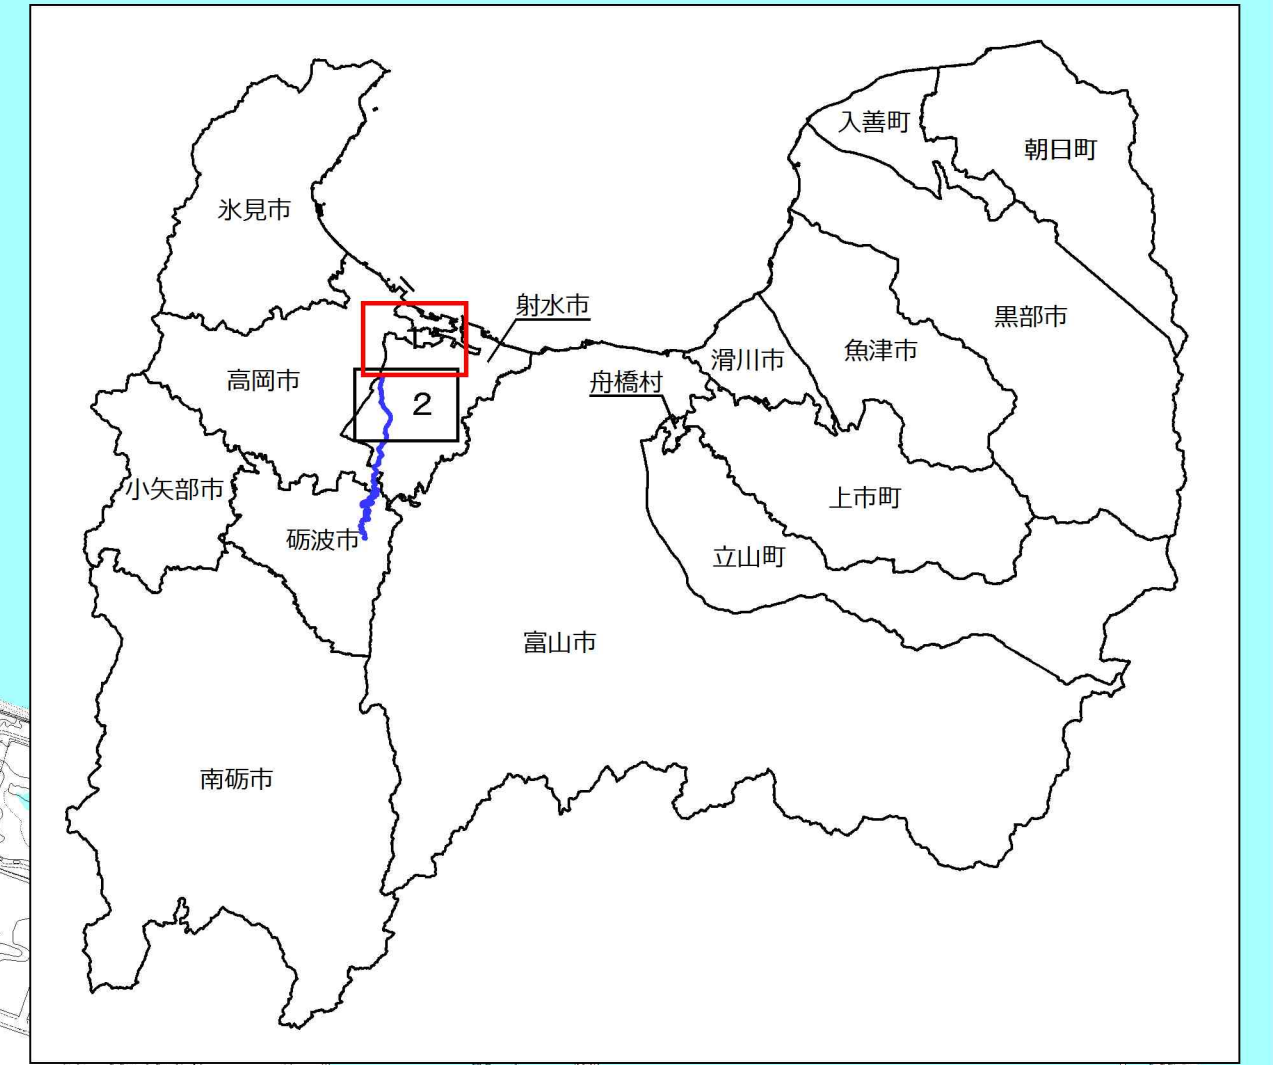 入善町
朝日町
氷見市
射水市
黒部市
1
魚津市
滑川市
高岡市
舟橋村
2
小矢部市
上市町
砺波市
立山町
富山市
南砺市